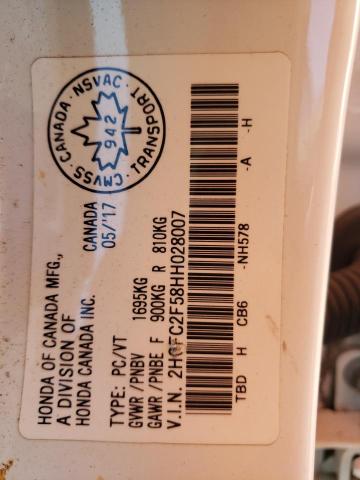 HONDA OF CANADA MFG.,
A DIVISION OF
HONDA CANADA INC.
CANADA
05/'17
CMVSS · CANADA · NSVAC · TRANSPORT
942
TYPE: PC/VT
GVWR /PNBV 1695KG
GAWR /PNBE F 900KG R 810KG
V.I.N. 2HGFC2F58HH028007
TBD H CB6 -NH578 -A -H